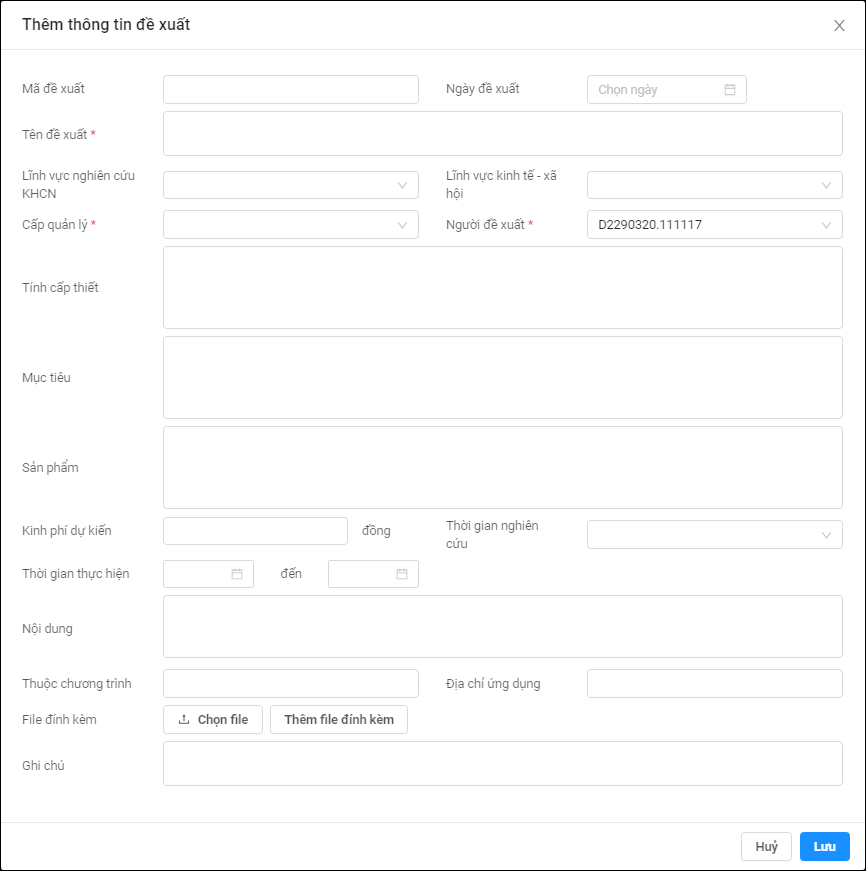 Thêm thông tin đề xuất
Mã đề xuất
Ngày đề xuất
Chọn ngày
Tên đề xuất *
Lĩnh vực nghiên cứu
KHCN
Lĩnh vực kinh tế - xã
hội
Cấp quản lý *
Người đề xuất *
D2290320.111117
Tính cấp thiết
Mục tiêu
Sản phẩm
Kinh phí dự kiến
đồng
Thời gian nghiên
cứu
Thời gian thực hiện
đến
Nội dung
Thuộc chương trình
Địa chỉ ứng dụng
File đính kèm
Chọn file
Thêm file đính kèm
Ghi chú
Huỷ
Lưu